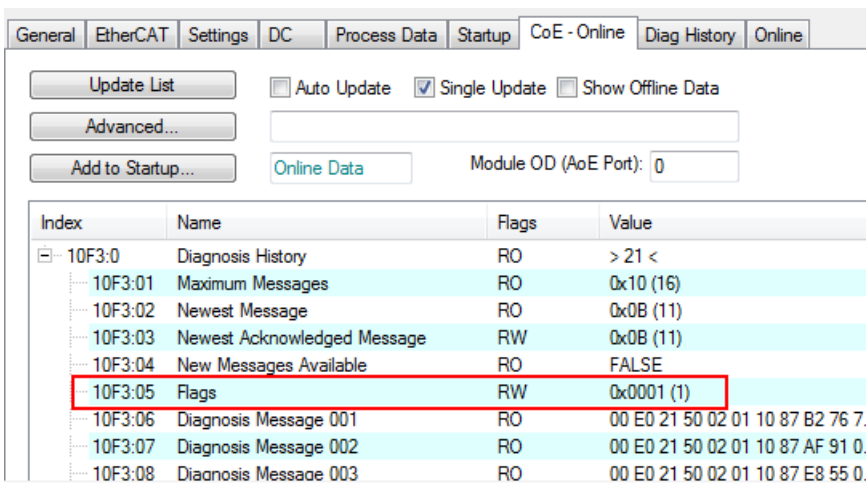 General EtherCAT Settings DC Process Data Startup CoE - Online Diag History Online
Update List Auto Update Single Update Show Offline Data
Advanced...
Add to Startup... Online Data Module OD (AoE Port): 0
Index Name Flags Value
10F3:0 Diagnosis History RO > 21 <
10F3:01 Maximum Messages RO 0x10 (16)
10F3:02 Newest Message RO 0x0B (11)
10F3:03 Newest Acknowledged Message RW 0x0B (11)
10F3:04 New Messages Available RO FALSE
10F3:05 Flags RW 0x0001 (1)
10F3:06 Diagnosis Message 001 RO 00 E0 21 50 02 01 10 87 B2 76 7.
10F3:07 Diagnosis Message 002 RO 00 E0 21 50 02 01 10 87 AF 91 0.
10F3:08 Diagnosis Message 003 RO 00 E0 21 50 02 01 10 87 E8 55 0.